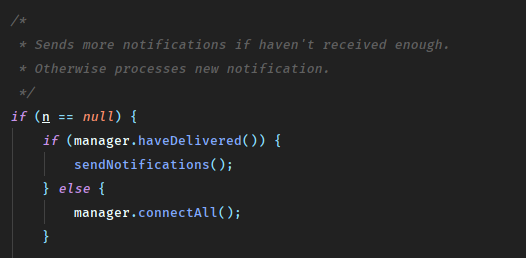 /*
 * Sends more notifications if haven't received enough.
 * Otherwise processes new notification.
 */
if (n == null) {
    if (manager.haveDelivered()) {
        sendNotifications();
    } else {
        manager.connectAll();
    }